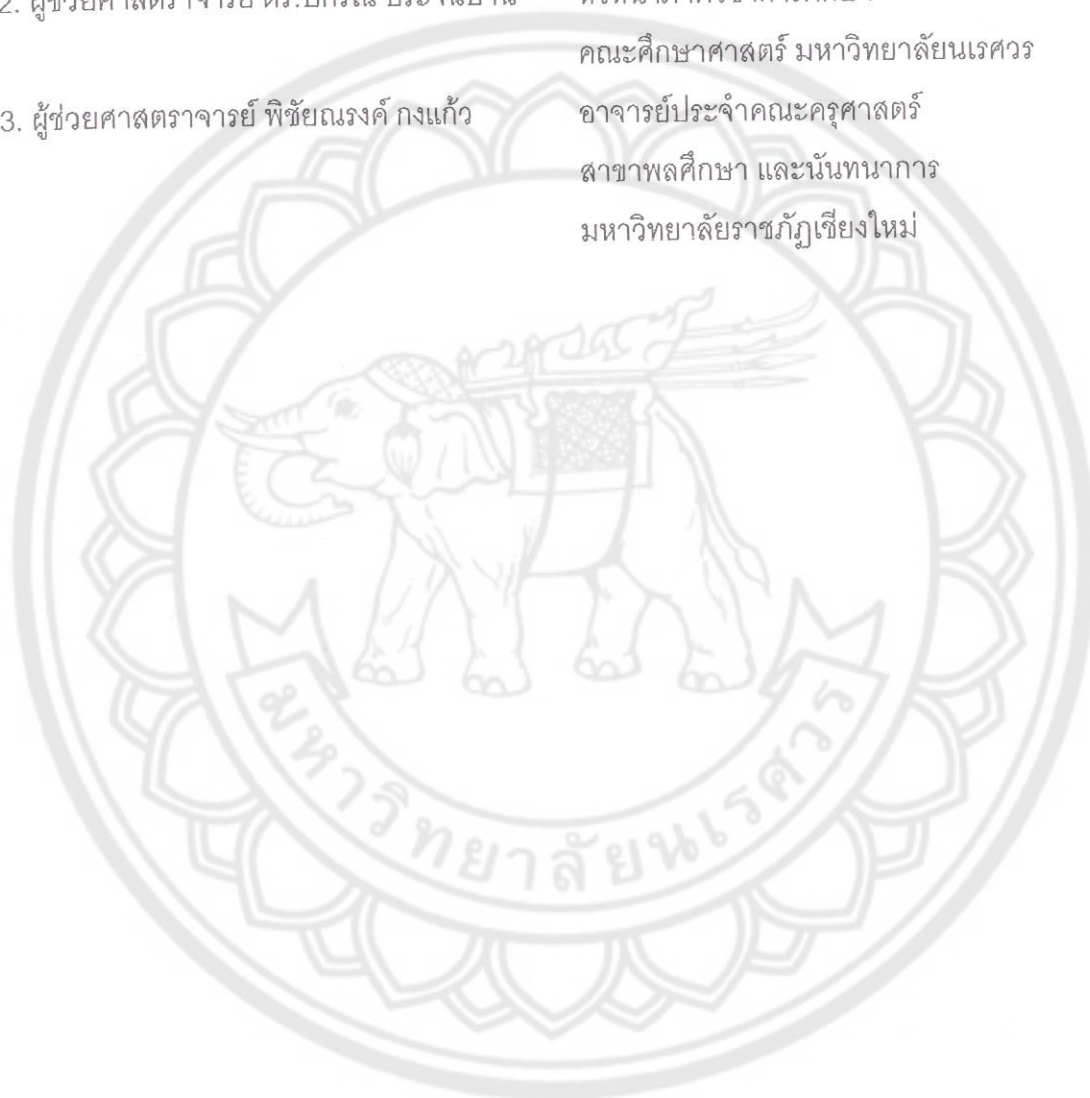 2. ผู้ช่วยศาสตราจารย์
คณะศึกษาศาสตร์ มหาวิทยาลัยนเรศวร
3. ผู้ช่วยศาสตราจารย์ พิชัยณรงค์ กงแก้ว อาจารย์ประจำคณะครุศาสตร์
สาขาพลศึกษา และนันทนาการ
มหาวิทยาลัยราชภัฏเชียงใหม่
มหาวิทยาลัยนเรศวร